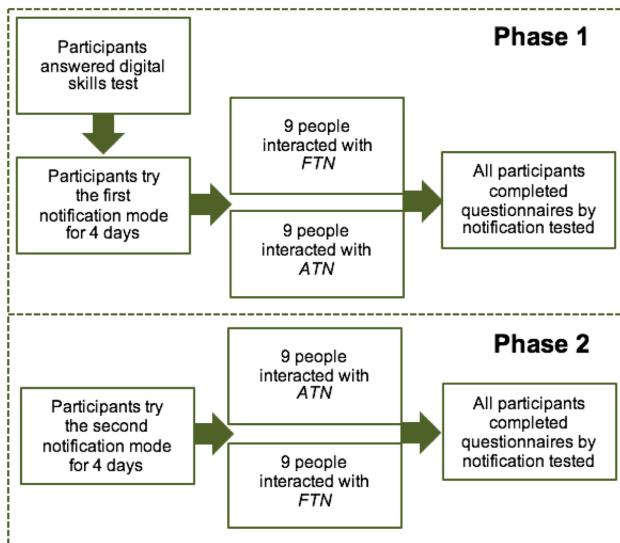 Phase 1
Participants
answered digital
skills test
Participants try
the first
notification mode
for 4 days
9 people
interacted with
FTN
9 people
interacted with
ATN
All participants
completed
questionnaires by
notification tested
Phase 2
Participants try
the second
notification mode
for 4 days
9 people
interacted with
ATN
9 people
interacted with
FTN
All participants
completed
questionnaires by
notification tested